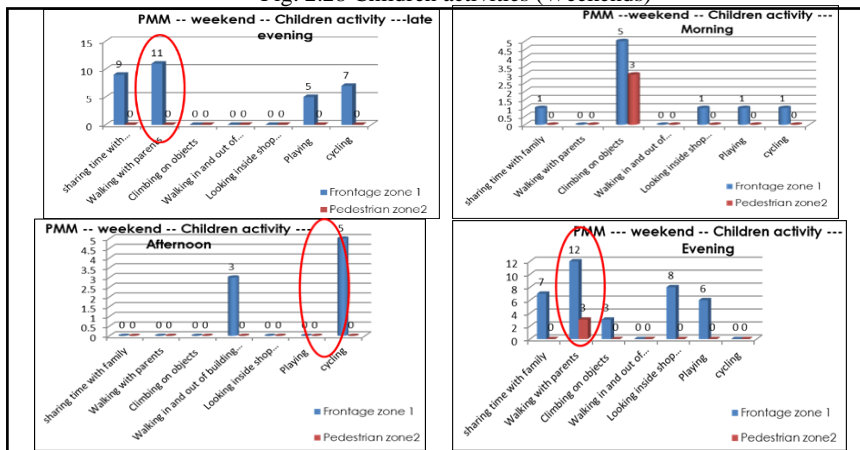 Fig. 2.28 Children activities (Weekends)
PMM -- weekend -- Children activity ---late
evening
15
10
5
0
9
0
11
0
0 0
0 0
0 0
5
0
7
0
sharing time with...
Walking with parents
Climbing on objects
Walking in and out of...
Looking inside shop...
Playing
cycling
Frontage zone 1
Pedestrian zone2
PMM --weekend -- Children activity ---
Morning
5
4.5
4
3.5
3
2.5
2
1.5
1
0.5
0
1
0
0 0
5
3
0 0
1
0
1
0
1
0
sharing time with family
Walking with parents
Climbing on objects
Walking in and out of...
Looking inside shop...
Playing
cycling
Frontage zone 1
Pedestrian zone2
PMM -- weekend -- Children activity ---
Afternoon
5
4.5
4
3.5
3
2.5
2
1.5
1
0.5
0
0 0
0 0
0 0
3
0
0 0
0 0
5
0
sharing time with family
Walking with parents
Climbing on objects
Walking in and out of building...
Looking inside shop...
Playing
cycling
Frontage zone 1
Pedestrian zone2
PMM --- weekend -- Children activity ---
Evening
12
10
8
6
4
2
0
7
0
12
3
3
0
0 0
8
0
6
0
0 0
sharing time with family
Walking with parents
Climbing on objects
Walking in and out of...
Looking inside shop...
Playing
cycling
Frontage zone 1
Pedestrian zone2